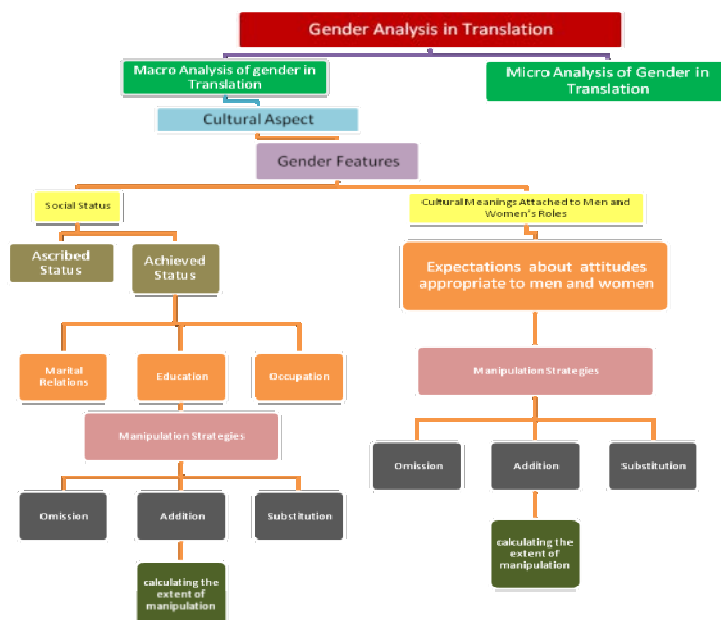 Gender Analysis in Translation
Macro Analysis of gender in
Translation
Micro Analysis of Gender in
Translation
Cultural Aspect
Gender Features
Social Status
Cultural Meanings Attached to Men and
Women's Roles
Ascribed
Status
Achieved
Status
Expectations about attitudes
appropriate to men and women
Marital
Relations
Education
Occupation
Manipulation Strategies
Manipulation Strategies
Omission
Addition
Substitution
Omission
Addition
Substitution
calculating the
extent of
manipulation
calculating the
extent of
manipulation